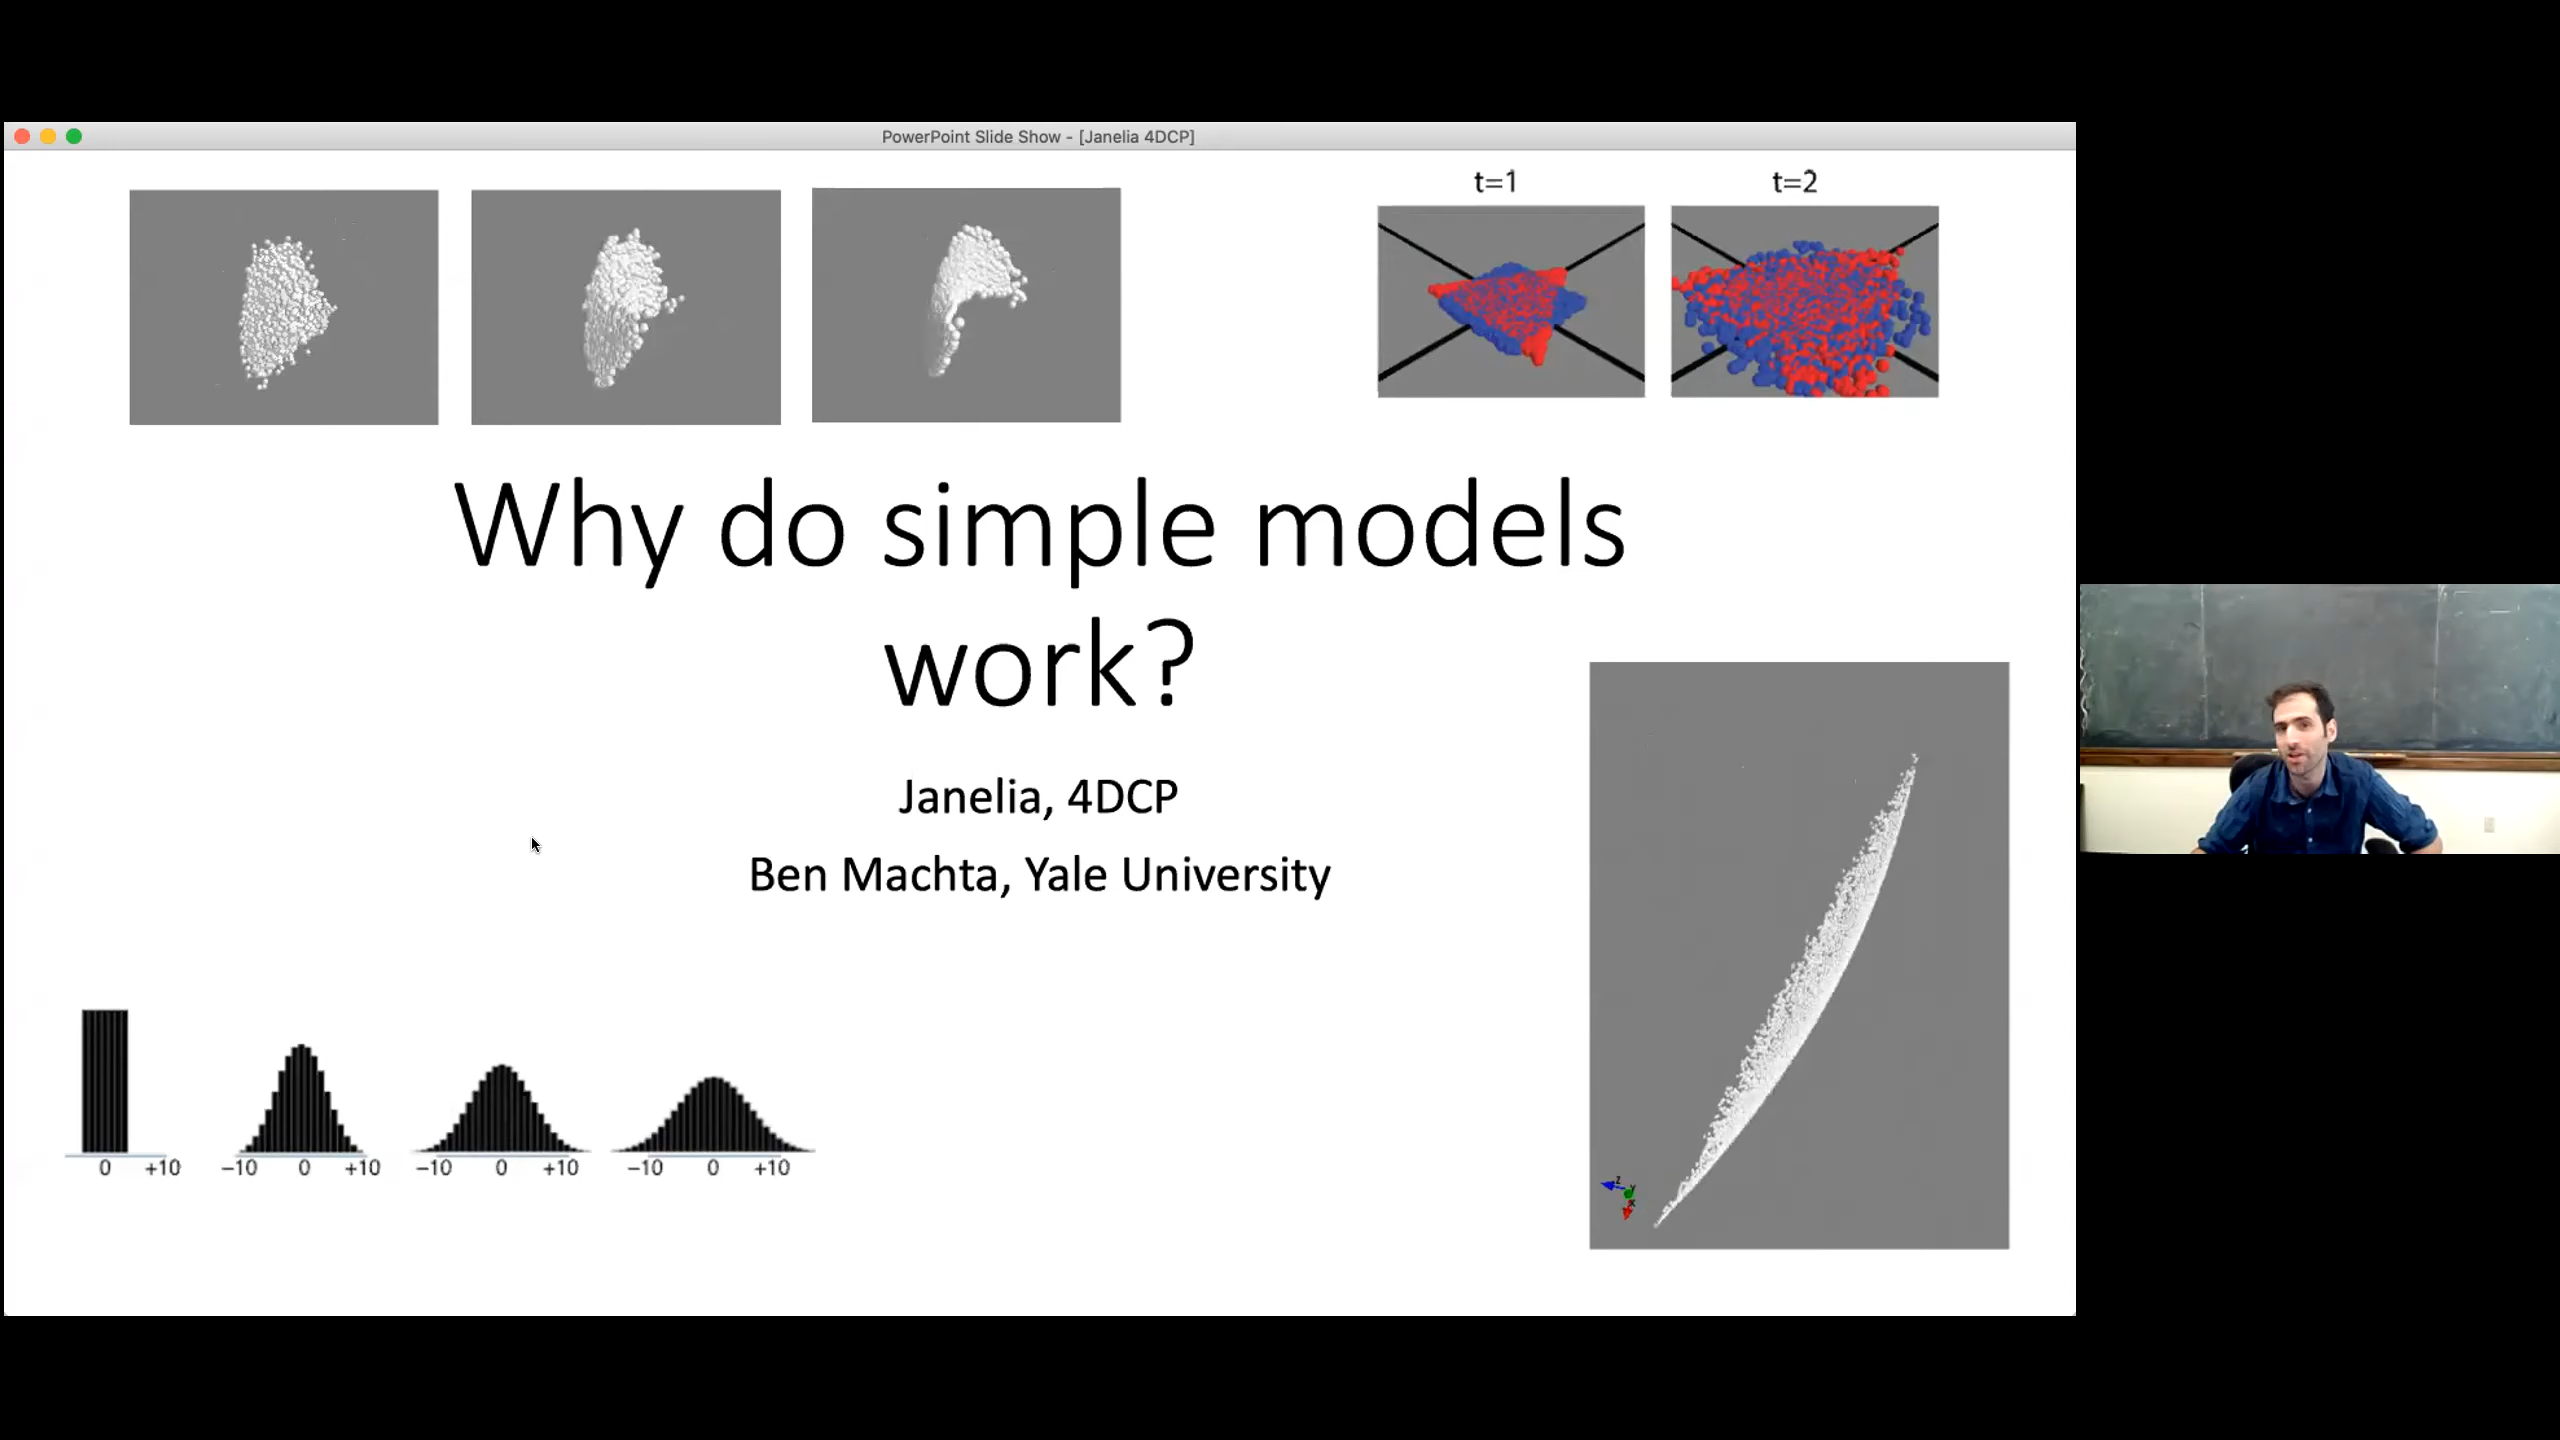 PowerPoint Slide Show - [Janelia 4DCP]
t=1 t=2
Why do simple models
work?
Janelia, 4DCP
Ben Machta, Yale University
0 +10 −10 0 +10 −10 0 +10 −10 0 +10
z
y
x